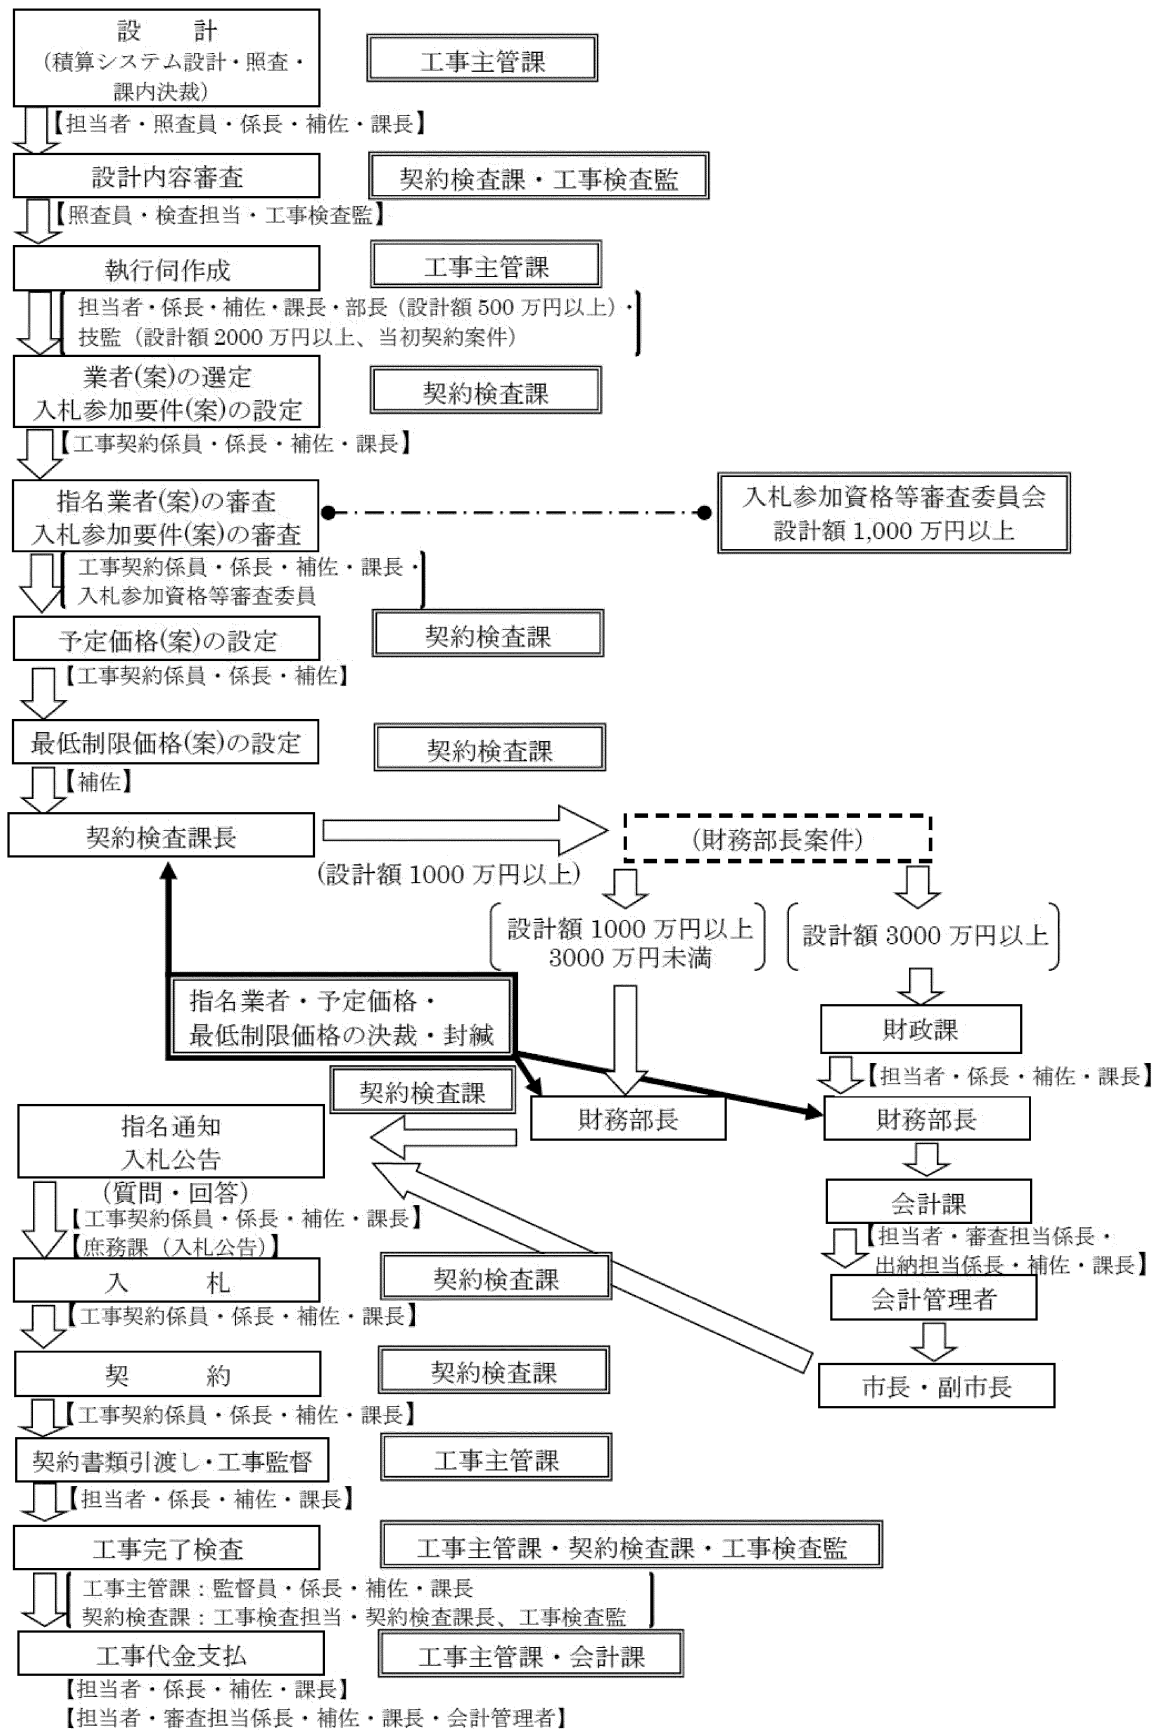 設　　計
(積算システム設計・照査・
課内決裁)
工事主管課
【担当者・照査員・係長・補佐・課長】
設計内容審査
契約検査課・工事検査監
【照査員・検査担当・工事検査監】
執行伺作成
工事主管課
担当者・係長・補佐・課長・部長（設計額 500 万円以上）・
技監（設計額 2000 万円以上、当初契約案件）
業者(案)の選定
入札参加要件(案)の設定
契約検査課
【工事契約係員・係長・補佐・課長】
指名業者(案)の審査
入札参加要件(案)の審査
入札参加資格等審査委員会
設計額 1,000 万円以上
工事契約係員・係長・補佐・課長・
入札参加資格等審査委員
予定価格(案)の設定
契約検査課
【工事契約係員・係長・補佐】
最低制限価格(案)の設定
契約検査課
【補佐】
契約検査課長
(設計額 1000 万円以上)
(財務部長案件)
設計額 1000 万円以上
3000 万円未満
設計額 3000 万円以上
指名業者・予定価格・
最低制限価格の決裁・封緘
財政課
【担当者・係長・補佐・課長】
契約検査課
財務部長
財務部長
指名通知
入札公告
(質問・回答)
会計課
【工事契約係員・係長・補佐・課長】
【庶務課（入札公告）】
【担当者・審査担当係長・
出納担当係長・補佐・課長】
入　　　札
契約検査課
会計管理者
【工事契約係員・係長・補佐・課長】
契　　　約
契約検査課
市長・副市長
【工事契約係員・係長・補佐・課長】
契約書類引渡し・工事監督
工事主管課
【担当者・係長・補佐・課長】
工事完了検査
工事主管課・契約検査課・工事検査監
工事主管課：監督員・係長・補佐・課長
契約検査課：工事検査担当・契約検査課長、工事検査監
工事代金支払
工事主管課・会計課
【担当者・係長・補佐・課長】
【担当者・審査担当係長・補佐・課長・会計管理者】